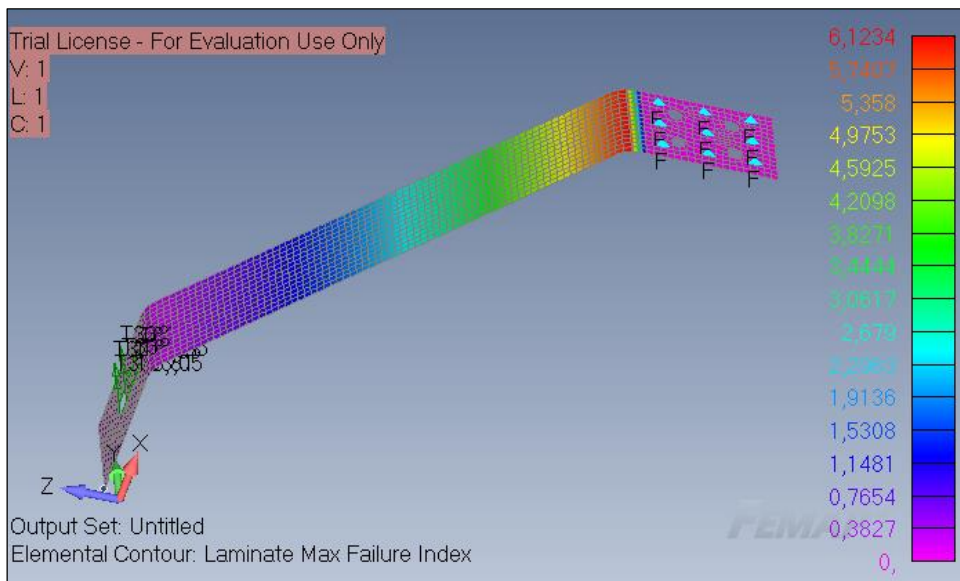 Trial License - For Evaluation Use Only
V: 1
L: 1
C: 1
6,1234
5,7407
5,358
4,9753
4,5925
4,2098
3,8271
3,4444
3,0617
2,679
2,2963
1,9136
1,5308
1,1481
0,7654
0,3827
0,
F F F
F F F
F F F
X
Y
Z
Output Set: Untitled
Elemental Contour: Laminate Max Failure Index
FEMAP